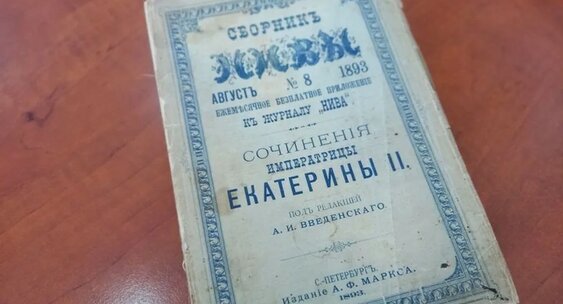 СБОРНИКЪ
НИВЫ
АВГУСТЪ № 8 1893
ЕЖЕМѢСЯЧНОЕ БЕЗПЛАТНОЕ ПРИЛОЖЕНІЕ
КЪ ЖУРНАЛУ „НИВА“
СОЧИНЕНІЯ
ИМПЕРАТРИЦЫ
ЕКАТЕРИНЫ II.
ПОДЪ РЕДАКЦІЕЙ
А. И. ВВЕДЕНСКАГО.
С.-ПЕТЕРБУРГЪ.
Издание А. Ф. МАРКСА.
1893.